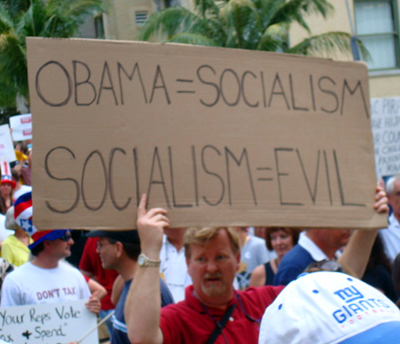 OBAMA=SOCIALISM
SOCIALISM=EVIL
DON'T TAX
Your Reps Vote
+ Spend"
ny
GIANTS